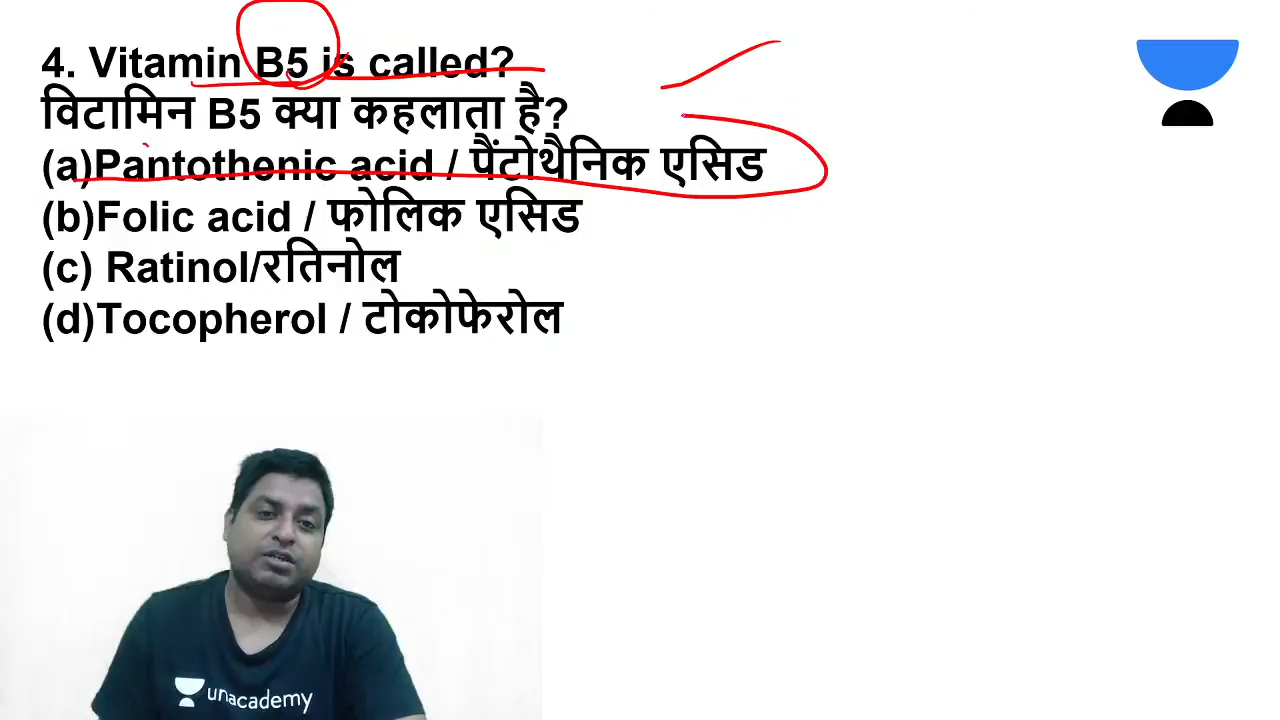 4. Vitamin B5 is called?
विटामिन B5 क्या कहलाता है?
(a)Pantothenic acid / पैंटोथैनिक एसिड
(b)Folic acid / फोलिक एसिड
(c) Ratinol/रतिनोल
(d)Tocopherol / टोकोफेरोल
unacademy